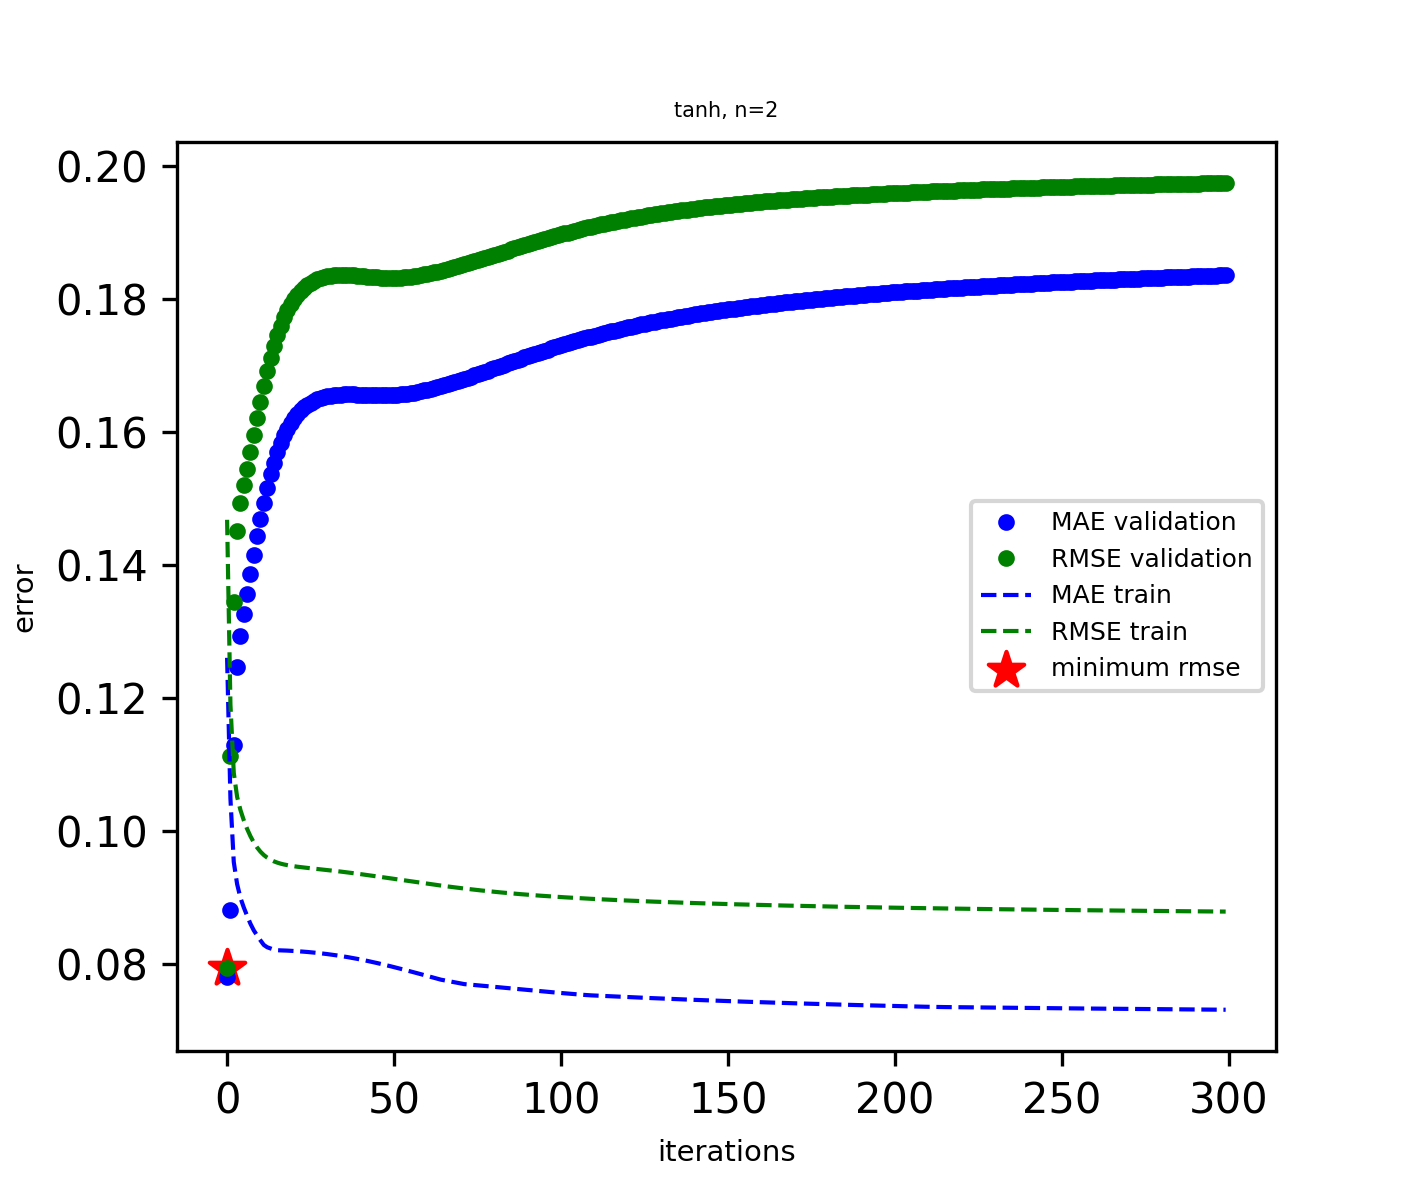 tanh, n=2
error
0.20
0.18
0.16
0.14
0.12
0.10
0.08
MAE validation
RMSE validation
MAE train
RMSE train
minimum rmse
0 50 100 150 200 250 300
iterations